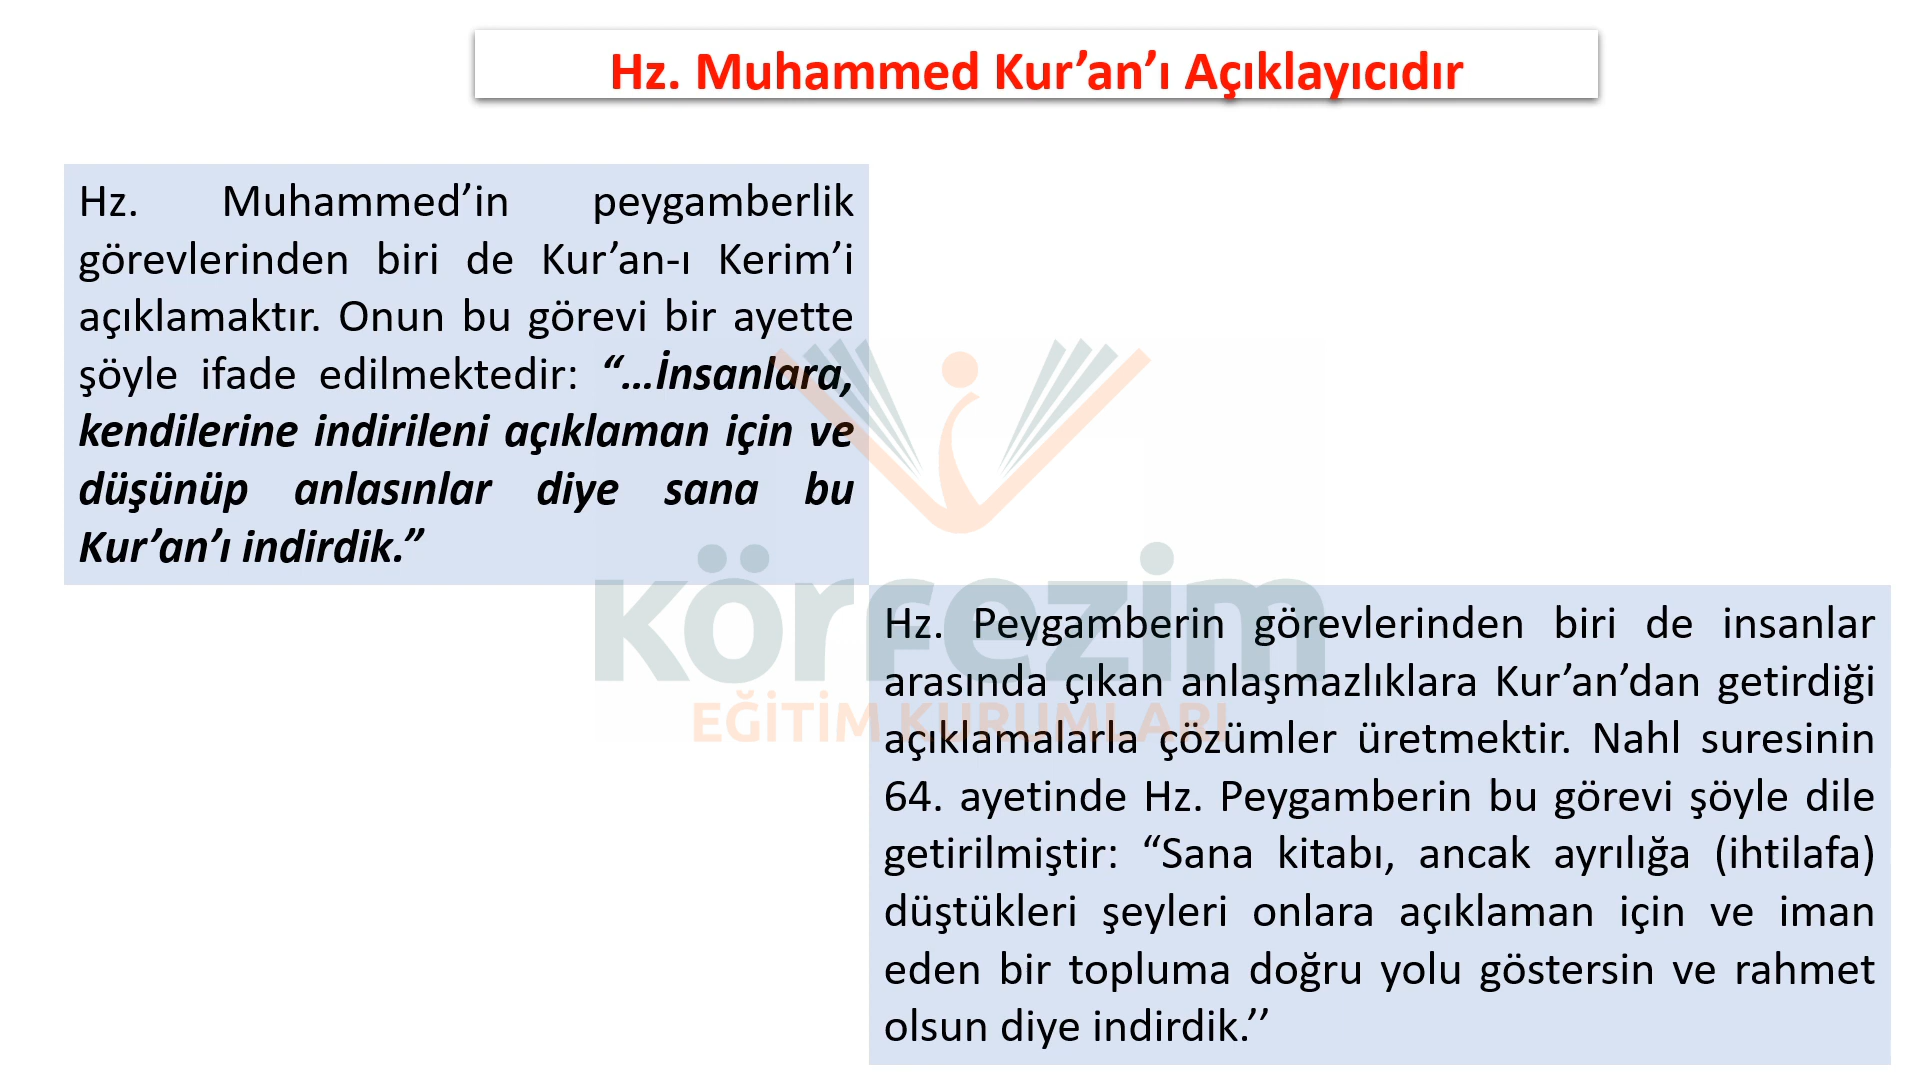 Hz. Muhammed Kur’an’ı Açıklayıcıdır
Hz. Muhammed’in peygamberlik
görevlerinden biri de Kur’an-ı Kerim’i
açıklamaktır. Onun bu görevi bir ayette
şöyle ifade edilmektedir: “…İnsanlara,
kendilerine indirileni açıklaman için ve
düşünüp anlasınlar diye sana bu
Kur’an’ı indirdik.”
körfezim
EĞİTİM KURUMLARI
Hz. Peygamberin görevlerinden biri de insanlar
arasında çıkan anlaşmazlıklara Kur’an’dan getirdiği
açıklamalarla çözümler üretmektir. Nahl suresinin
64. ayetinde Hz. Peygamberin bu görevi şöyle dile
getirilmiştir: “Sana kitabı, ancak ayrılığa (ihtilafa)
düştükleri şeyleri onlara açıklaman için ve iman
eden bir topluma doğru yolu göstersin ve rahmet
olsun diye indirdik.’’